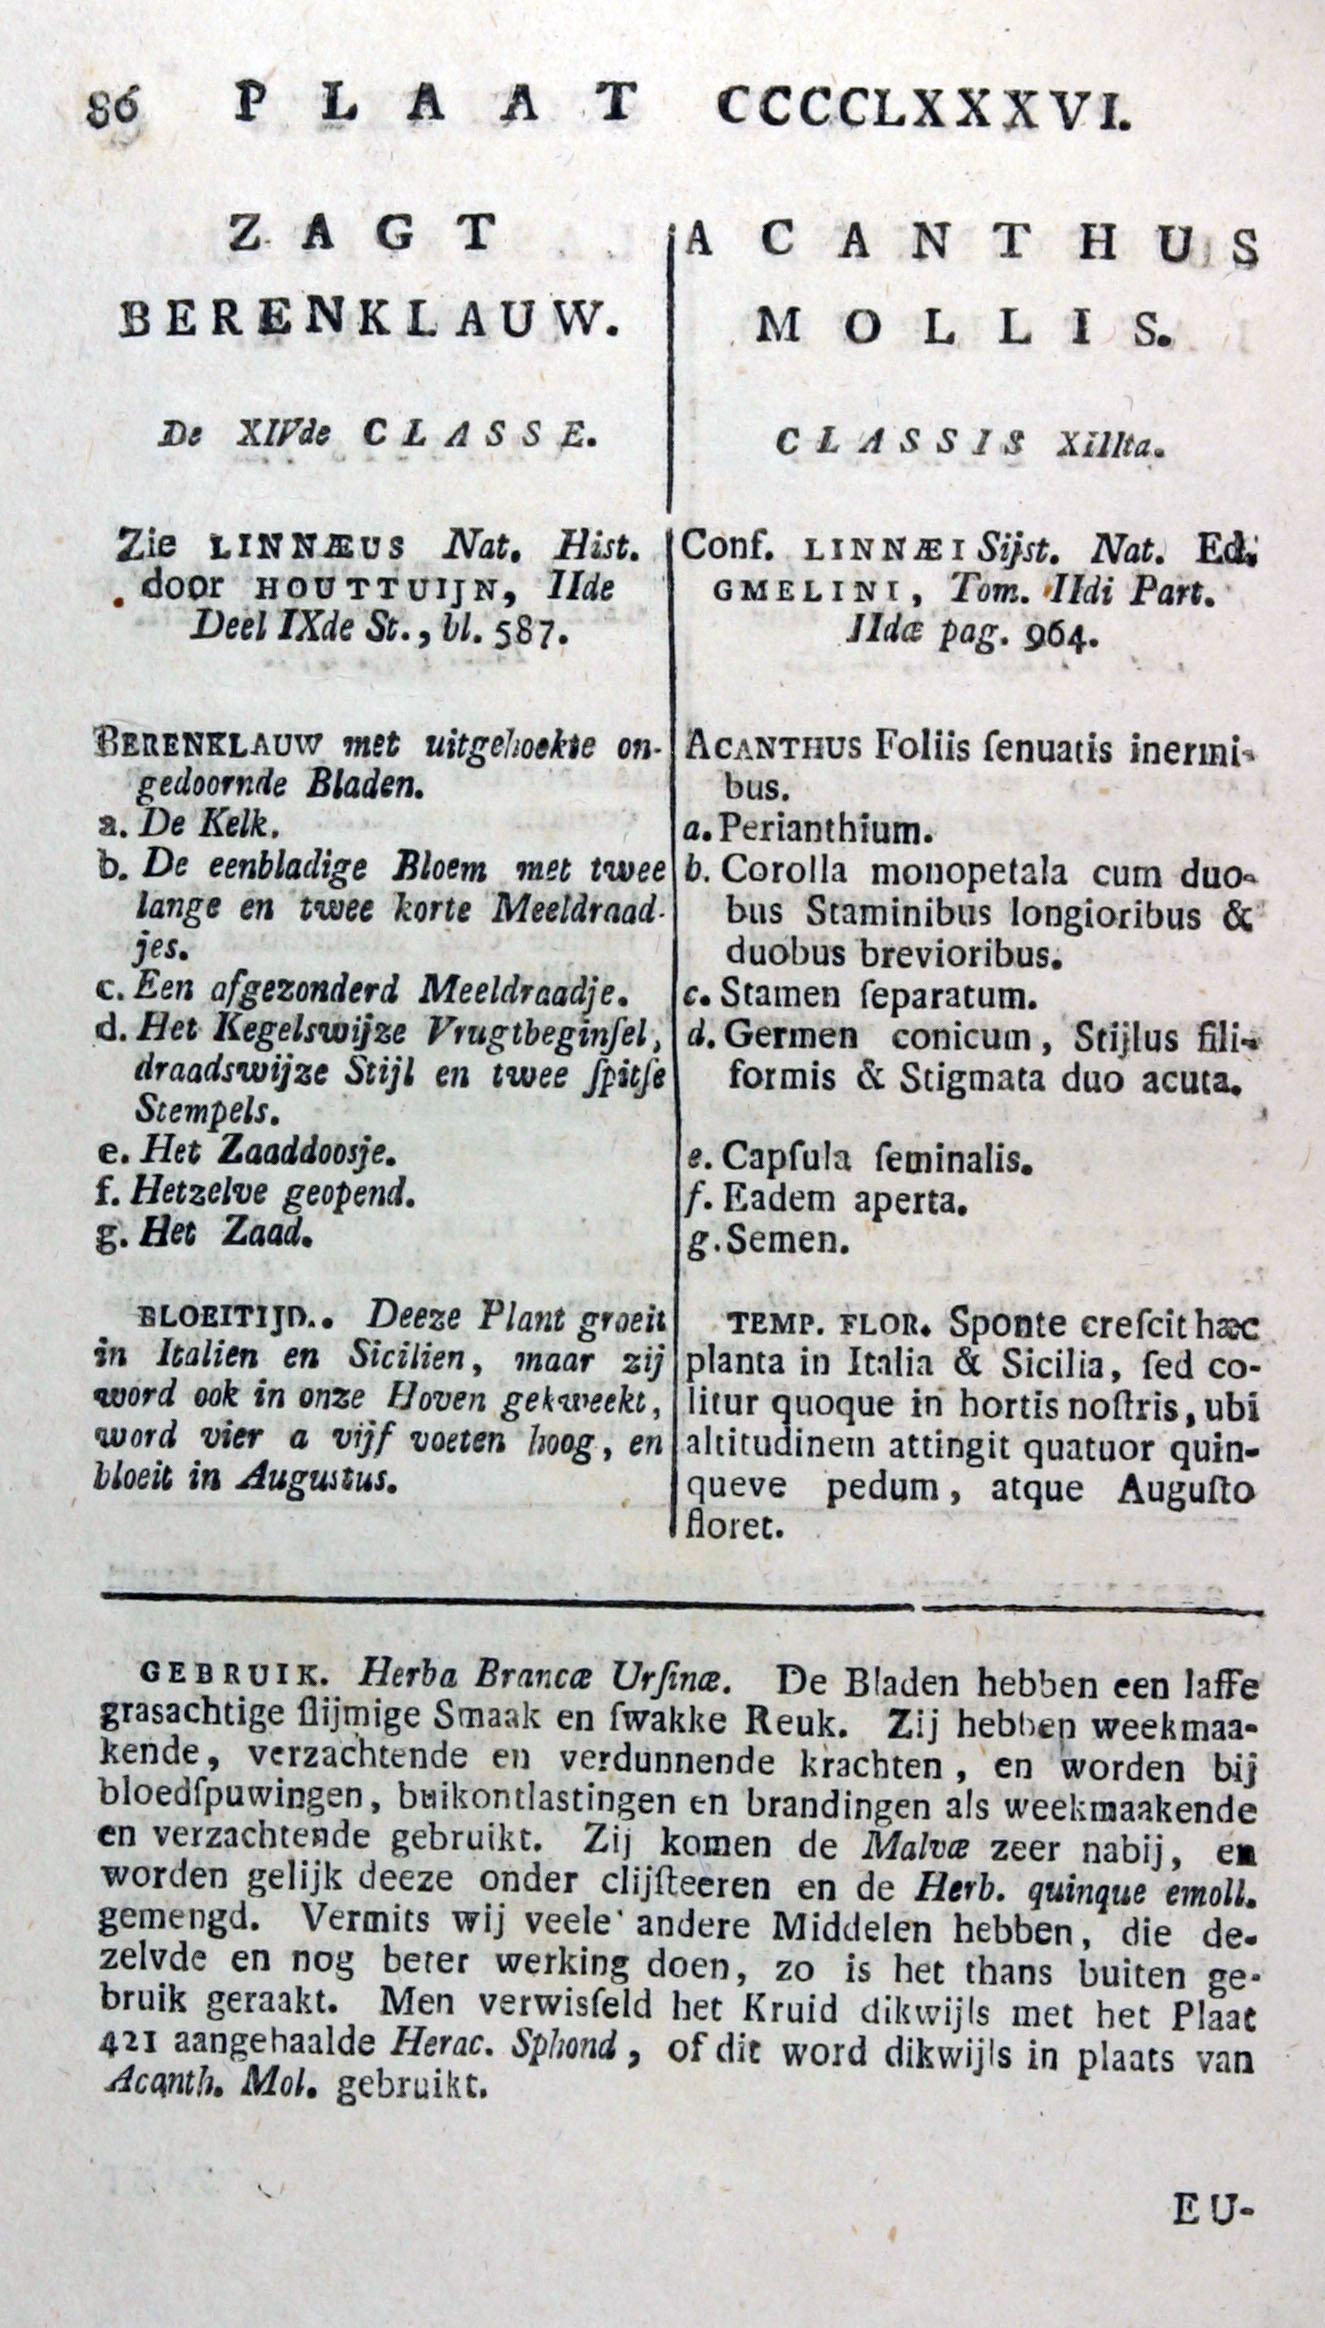 86 PLAAT CCCCLXXXVI.
ZAGT
BERENKLAUW.
De XIVde CLASSE.
Zie LINNÆUS Nat. Hist.
door HOUTTUIJN, IIde
Deel IXde St., bl. 587.
BERENKLAUW met uitgehoekte on-
gedoornde Bladen.
a. De Kelk.
b. De eenbladige Bloem met twee
lange en twee korte Meeldraad-
jes.
c. Een afgezonderd Meeldraadje.
d. Het Kegelswijze Vrugtbeginſel,
draadswijze Stijl en twee ſpitſe
Stempels.
e. Het Zaaddoosje.
f. Hetzelve geopend.
g. Het Zaad.
BLOEITIJD.. Deeze Plant groeit
in Italien en Sicilien, maar zij
word ook in onze Hoven gekweekt,
word vier a vijf voeten hoog, en
bloeit in Augustus.
ACANTHUS
MOLLIS.
CLASSIS XIIIta.
Conf. LINNÆI Sijst. Nat. Ed.
GMELINI, Tom. IIdi Part.
IIdæ pag. 964.
ACANTHUS Foliis ſenuatis inermi-
bus.
a. Perianthium.
b. Corolla monopetala cum duo-
bus Staminibus longioribus &
duobus brevioribus.
c. Stamen ſeparatum.
d. Germen conicum, Stijlus fili-
formis & Stigmata duo acuta.
e. Capſula ſeminalis.
f. Eadem aperta.
g. Semen.
TEMP. FLOR. Sponte creſcit hæc
planta in Italia & Sicilia, ſed co-
litur quoque in hortis noſtris, ubi
altitudinem attingit quatuor quin-
queve pedum, atque Auguſto
floret.
GEBRUIK. Herba Brancæ Urſinæ. De Bladen hebben een laffe
grasachtige ſlijmige Smaak en ſwakke Reuk. Zij hebben weekmaa-
kende, verzachtende en verdunnende krachten, en worden bij
bloedſpuwingen, buikontlastingen en brandingen als weekmaakende
en verzachtende gebruikt. Zij komen de Malvæ zeer nabij, en
worden gelijk deeze onder clijſteeren en de Herb. quinque emoll.
gemengd. Vermits wij veele andere Middelen hebben, die de-
zelvde en nog beter werking doen, zo is het thans buiten ge-
bruik geraakt. Men verwisſeld het Kruid dikwijls met het Plaat
421 aangehaalde Herac. Sphond, of dit word dikwijls in plaats van
Acanth. Mol. gebruikt.
EU-